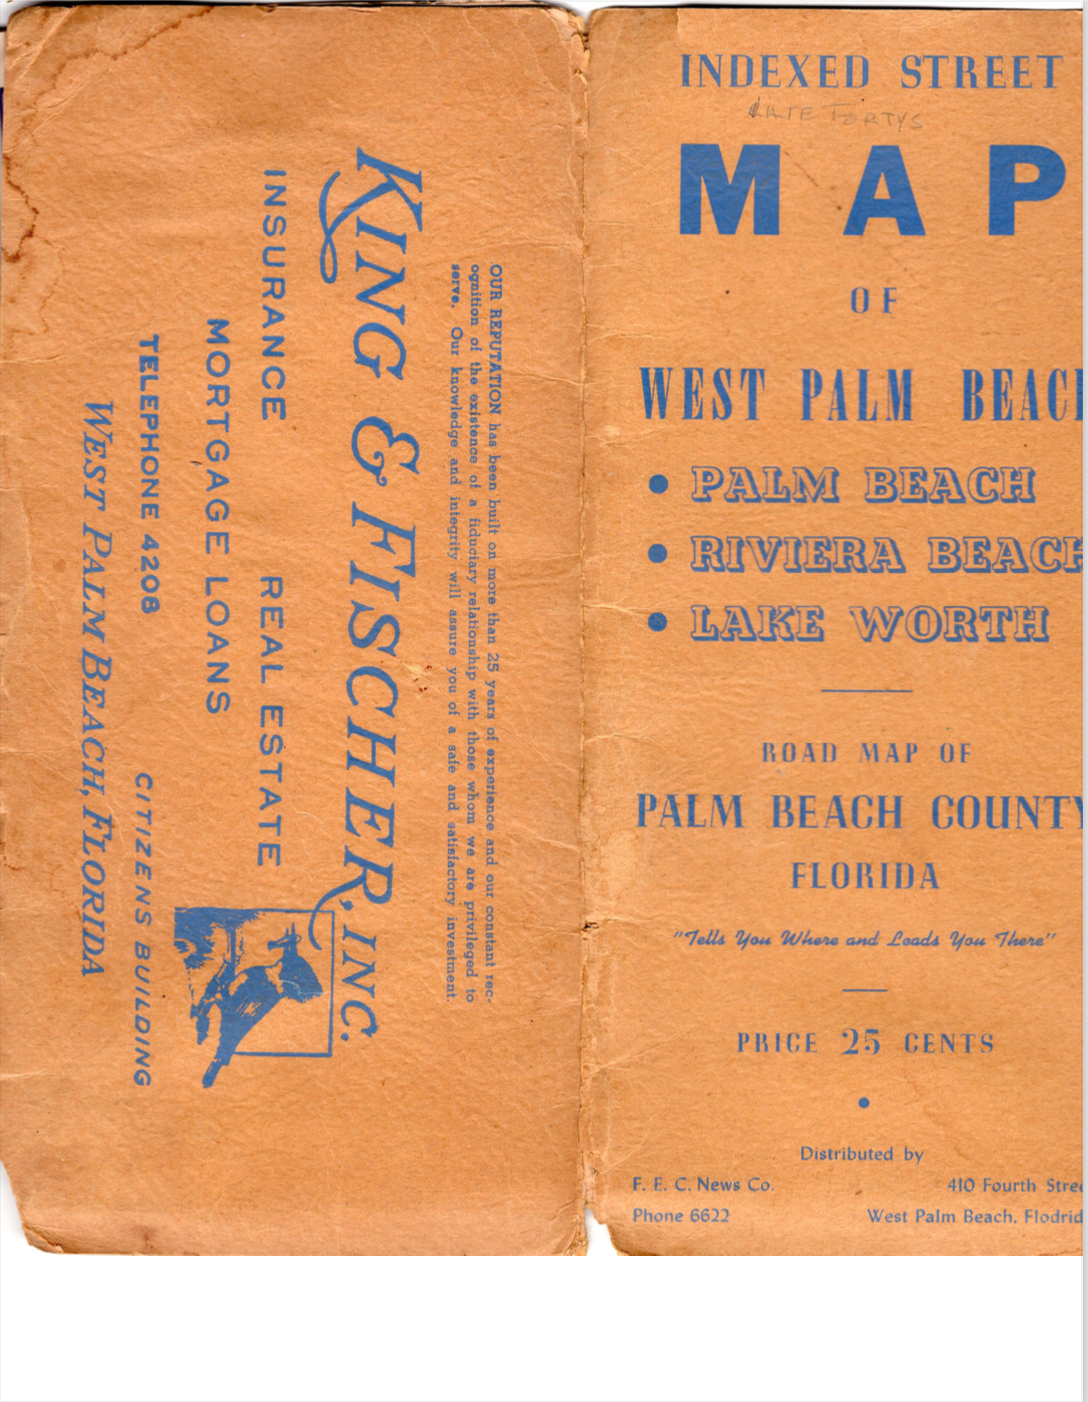 OUR REPUTATION has been built on more than 25 years of experience and our constant rec-
ognition of the existence of a fiduciary relationship with those whom we are privileged to
serve. Our knowledge and integrity will assure you of a safe and satisfactory investment.
KING & FISCHER, INC.
INSURANCE REAL ESTATE
MORTGAGE LOANS
TELEPHONE 4208 CITIZENS BUILDING
WEST PALM BEACH, FLORIDA
INDEXED STREET
LATE FORTYS
MAP
OF
WEST PALM BEAC
• PALM BEACH
• RIVIERA BEACH
• LAKE WORTH
ROAD MAP OF
PALM BEACH COUNTY
FLORIDA
"Tells You Where and Leads You There"
PRICE 25 CENTS
Distributed by
F. E. C. News Co. 410 Fourth Stree
Phone 6622 West Palm Beach, Flodrid